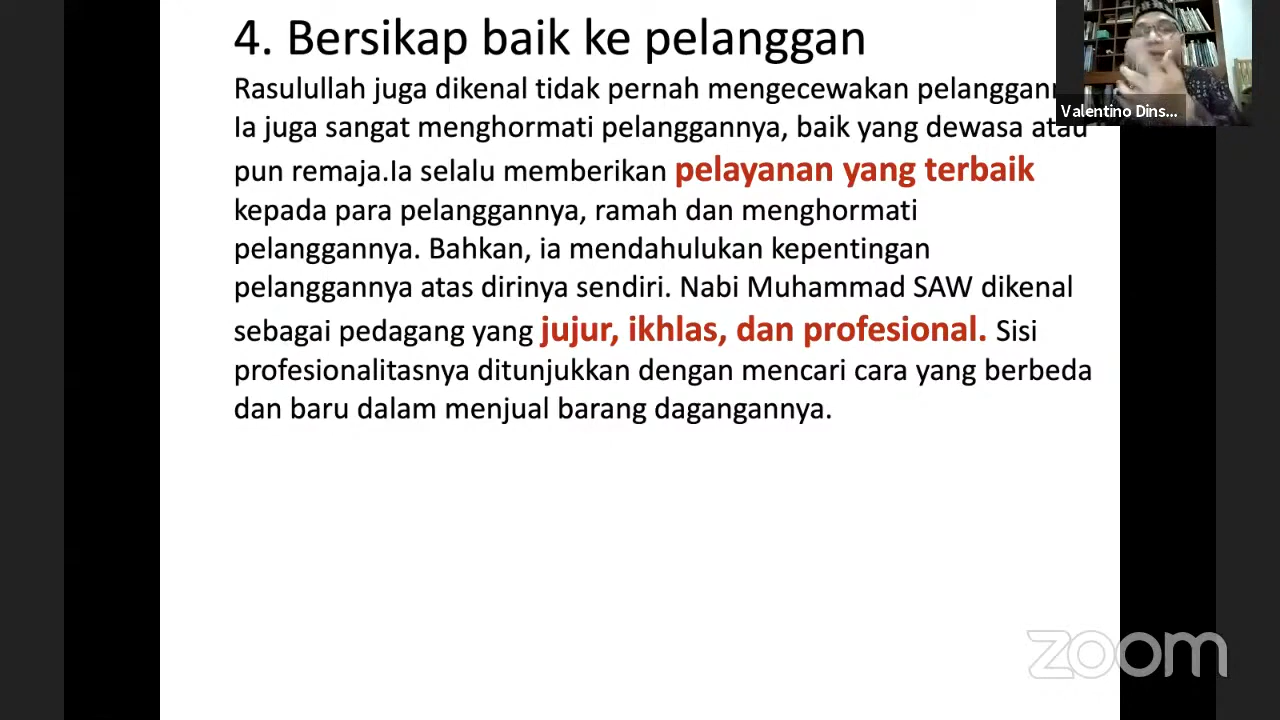 4. Bersikap baik ke pelanggan
Rasulullah juga dikenal tidak pernah mengecewakan
Ia juga sangat menghormati pelanggannya, baik yang dewasa atau
pun remaja.Ia selalu memberikan pelayanan yang terbaik
kepada para pelanggannya, ramah dan menghormati
pelanggannya. Bahkan, ia mendahulukan kepentingan
pelanggannya atas dirinya sendiri. Nabi Muhammad SAW dikenal
sebagai pedagang yang jujur, ikhlas, dan profesional. Sisi
profesionalitasnya ditunjukkan dengan mencari cara yang berbeda
dan baru dalam menjual barang dagangannya.
Valentino Dins...
zoom